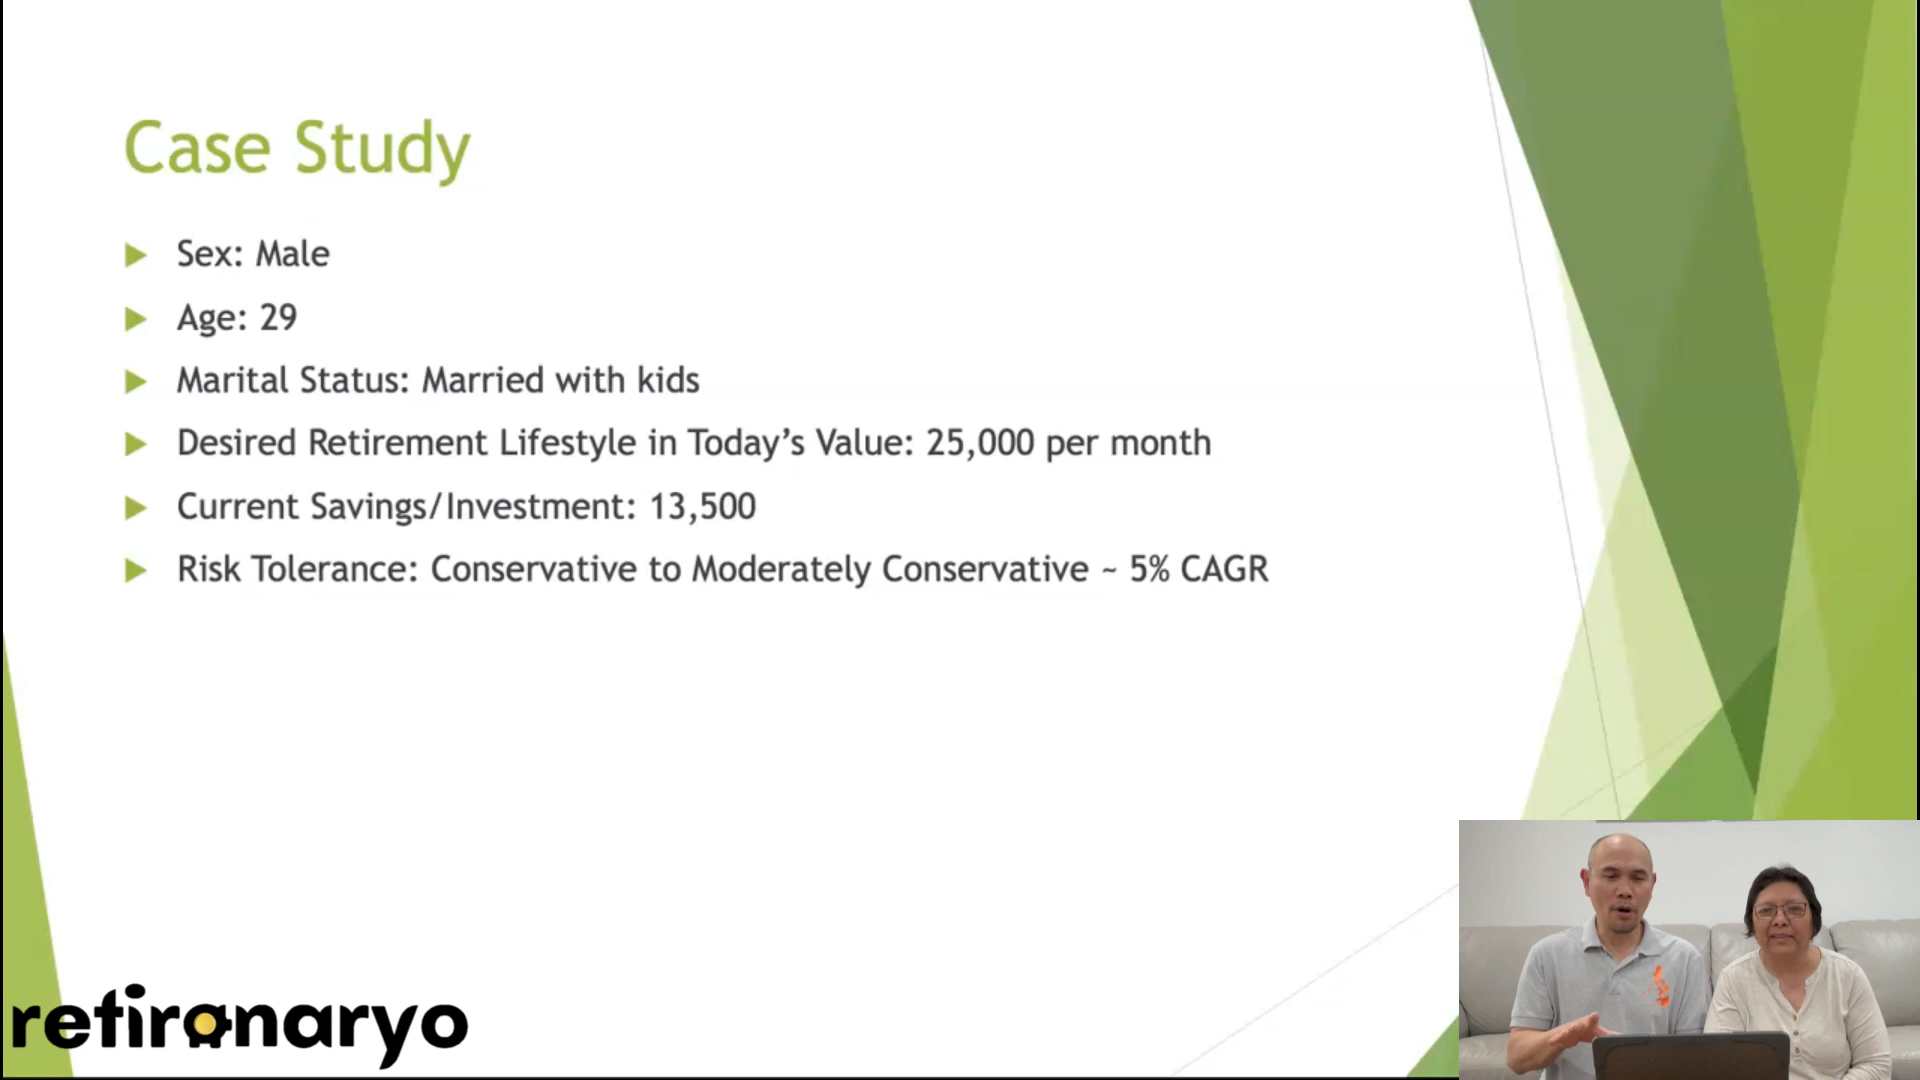 Case Study
Sex: Male
Age: 29
Marital Status: Married with kids
Desired Retirement Lifestyle in Today's Value: 25,000 per month
Current Savings/Investment: 13,500
Risk Tolerance: Conservative to Moderately Conservative ~ 5% CAGR
retiranaryo